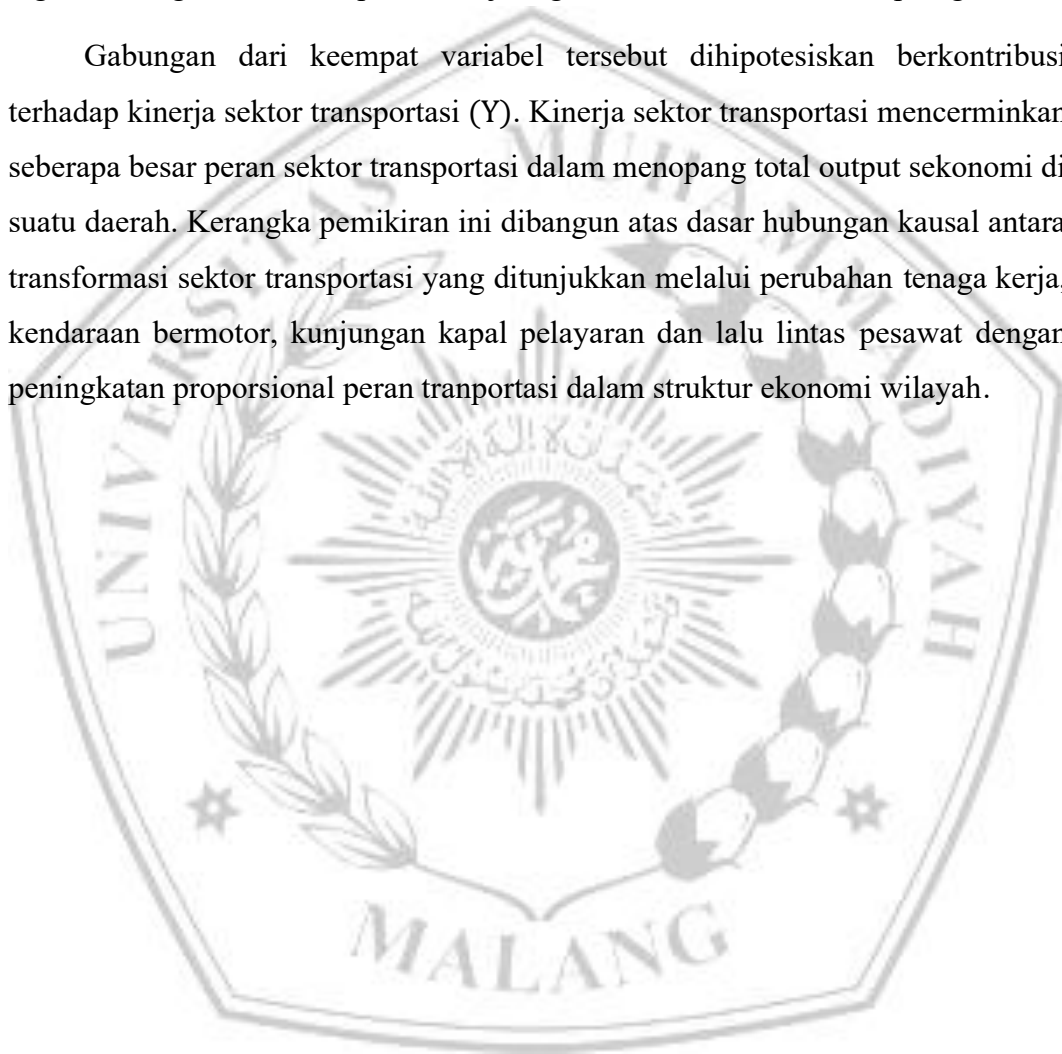 Gabungan dari keempat variabel tersebut dihipotesiskan berkontribusi
terhadap kinerja sektor transportasi (Y). Kinerja sektor transportasi mencerminkan
seberapa besar peran sektor transportasi dalam menopang total output sekonomi di
suatu daerah. Kerangka pemikiran ini dibangun atas dasar hubungan kausal antara
transformasi sektor transportasi yang ditunjukkan melalui perubahan tenaga kerja,
kendaraan bermotor, kunjungan kapal pelayaran dan lalu lintas pesawat dengan
peningkatan proporsional peran tranportasi dalam struktur ekonomi wilayah.
UNIVERSITAS MUHAMMADIYAH
MALANG